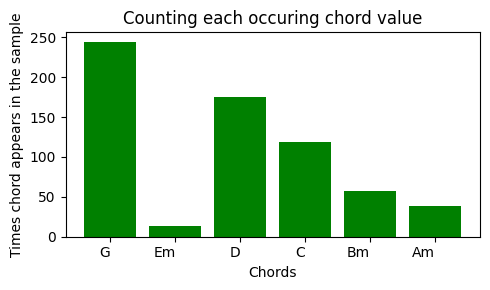 Counting each occuring chord value
Times chord appears in the sample
250
200
150
100
50
0
G Em D C Bm Am
Chords